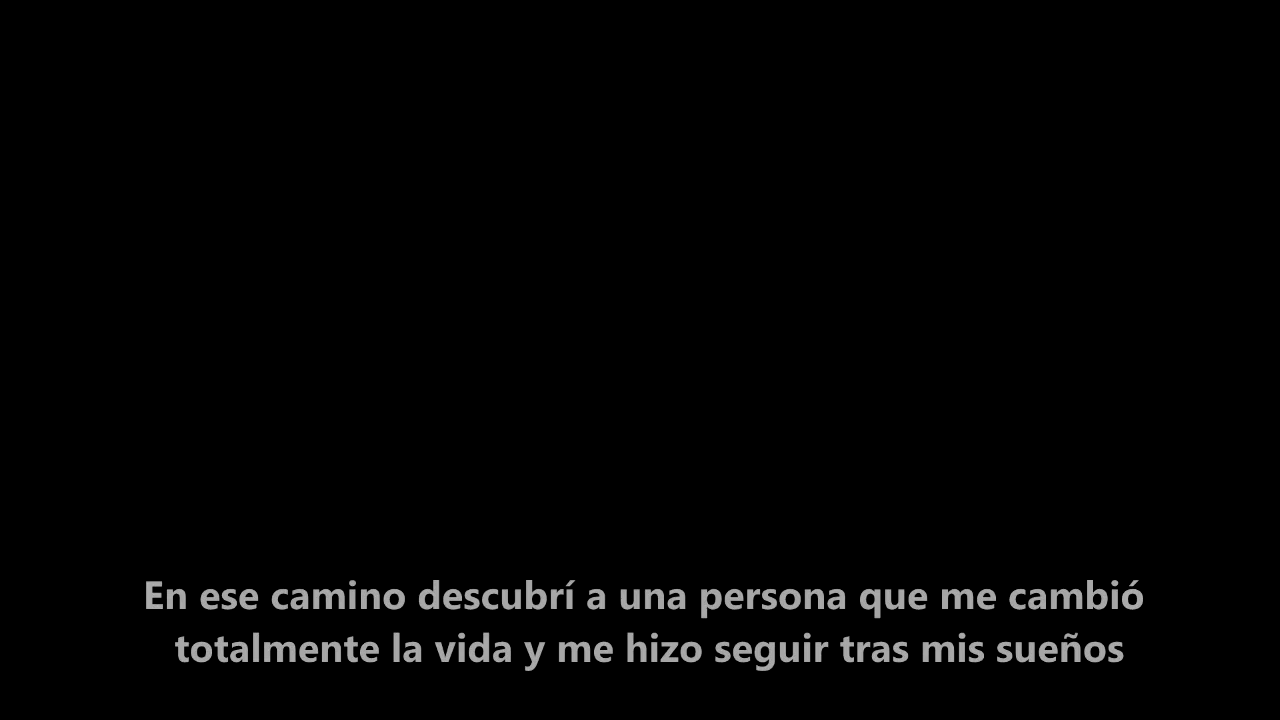 En ese camino descubrí a una persona que me cambió
totalmente la vida y me hizo seguir tras mis sueños